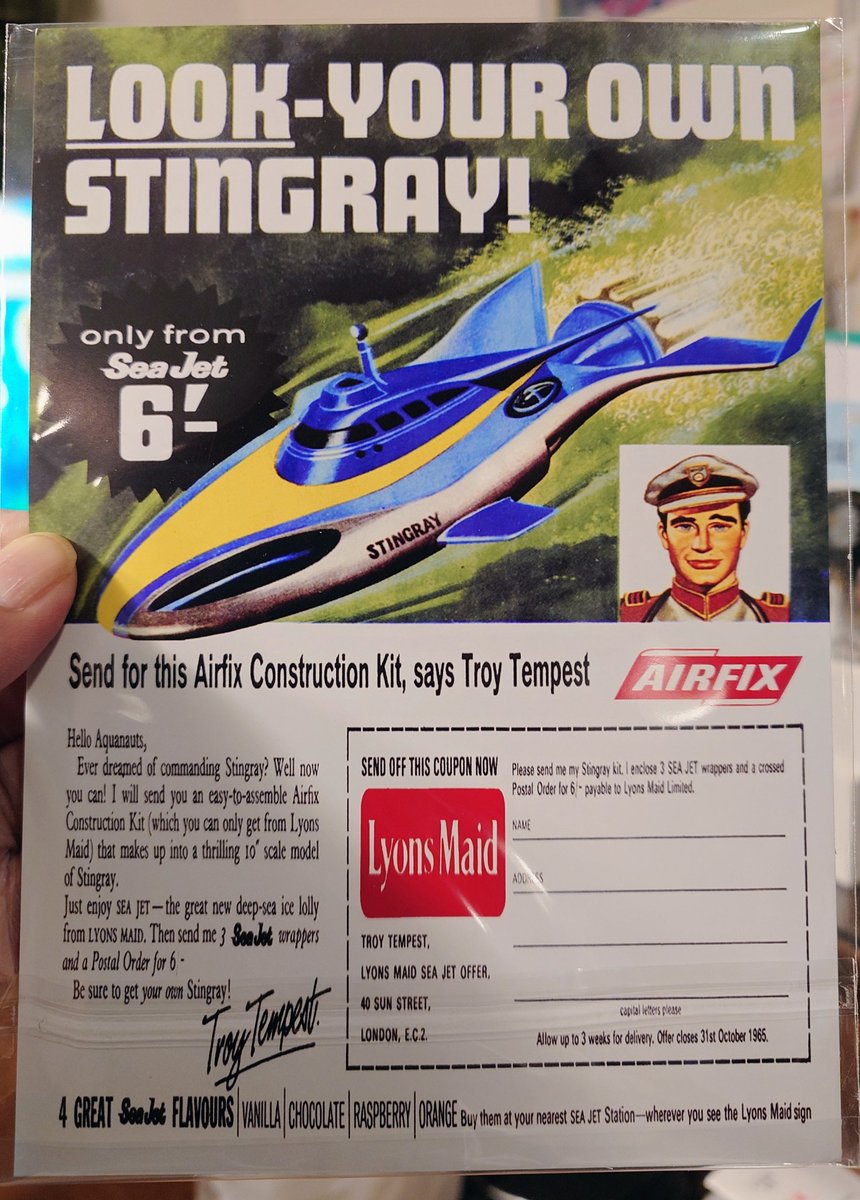 LOOK-YOUR OWN
STINGRAY!
only from
Sea Jet
6/-
STINGRAY
Send for this Airfix Construction Kit, says Troy Tempest
AIRFIX
Hello Aquanauts,
Ever dreamed of commanding Stingray? Well now
you can! I will send you an easy-to-assemble Airfix
Construction Kit (which you can only get from Lyons
Maid) that makes up into a thrilling 10" scale model
of Stingray.
Just enjoy SEA JET—the great new deep-sea ice lolly
from LYONS MAID. Then send me 3 Sea Jet wrappers
and a Postal Order for 6 -
Be sure to get your own Stingray!
Troy Tempest.
SEND OFF THIS COUPON NOW
Lyons Maid
TROY TEMPEST,
LYONS MAID SEA JET OFFER,
40 SUN STREET,
LONDON, E.C.2.
Please send me my Stingray kit. I enclose 3 SEA JET wrappers and a crossed
Postal Order for 6/- payable to Lyons Maid Limited.
NAME
ADDRESS
capital letters please
Allow up to 3 weeks for delivery. Offer closes 31st October 1965.
4 GREAT Sea Jet FLAVOURS|VANILLA|CHOCOLATE|RASPBERRY|ORANGE Buy them at your nearest SEA JET Station—wherever you see the Lyons Maid sign